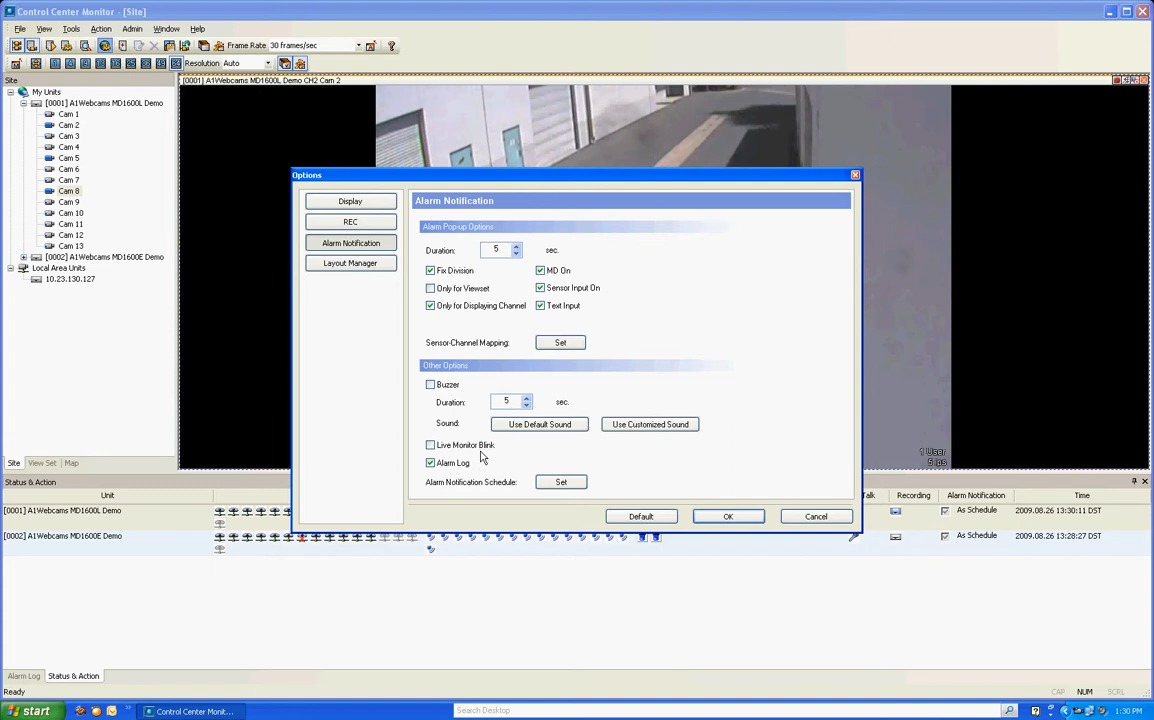 Control Center Monitor - [Site]
File View Tools Action Admin Window Help
Frame Rate 30 frames/sec
Resolution Auto
Site
[0001] A1Webcams MD1600L Demo CH2 Cam 2
My Units
[0001] A1Webcams MD1600L Demo
Cam 1
Cam 2
Cam 3
Cam 4
Cam 5
Cam 6
Cam 7
Cam 8
Cam 9
Cam 10
Cam 11
Cam 12
Cam 13
[0002] A1Webcams MD1600E Demo
Local Area Units
10.23.130.127
Options
Display
REC
Alarm Notification
Layout Manager
Alarm Notification
Alarm Pop-up Options
Duration: 5 sec.
Fix Division MD On
Only for Viewset Sensor Input On
Only for Displaying Channel Text Input
Sensor-Channel Mapping: Set
Other Options
Buzzer
Duration: 5 sec.
Sound: Use Default Sound Use Customized Sound
Live Monitor Blink
Alarm Log
Alarm Notification Schedule: Set
Default OK Cancel
1 User
5 ips
Site View Set Map
Status & Action
Unit Talk Recording Alarm Notification Time
[0001] A1Webcams MD1600L Demo As Schedule 2009.08.26 13:30:11 DST
[0002] A1Webcams MD1600E Demo As Schedule 2009.08.26 13:28:27 DST
Alarm Log Status & Action
Ready CAP NUM SCRL
start Control Center Monit... Search Desktop 1:30 PM